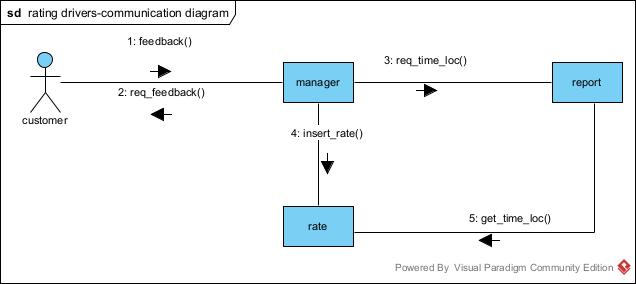 sd rating drivers-communication diagram
1: feedback()
2: req_feedback()
customer
manager
3: req_time_loc()
report
4: insert_rate()
rate
5: get_time_loc()
Powered By Visual Paradigm Community Edition